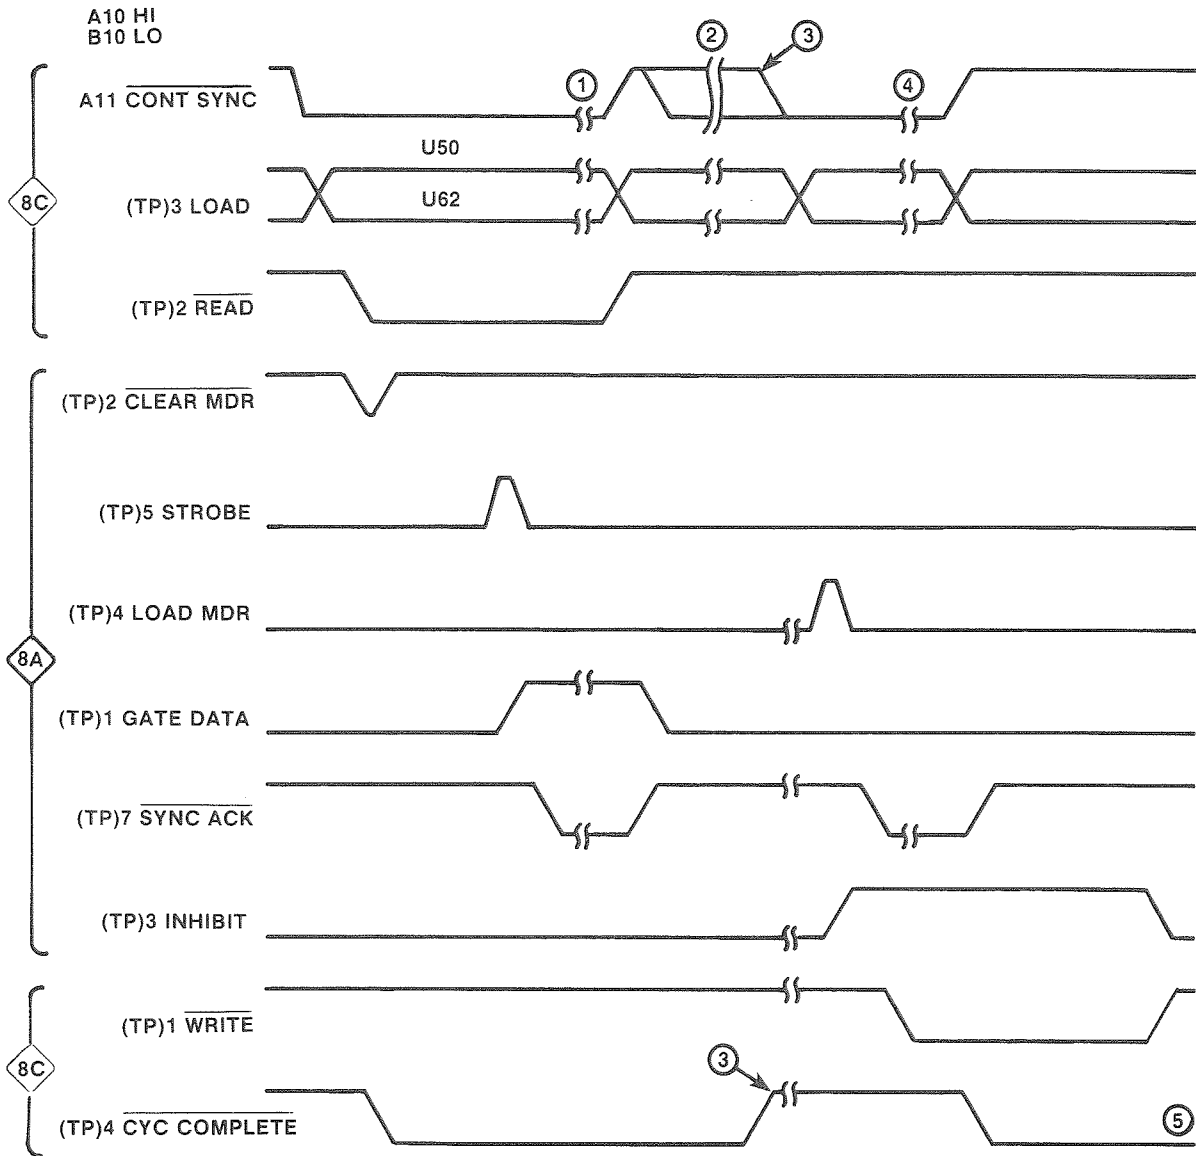 A10 HI
B10 LO
② ③
① ④
A11 CONT SYNC
U50
8C
(TP)3 LOAD
U62
(TP)2 READ
(TP)2 CLEAR MDR
(TP)5 STROBE
(TP)4 LOAD MDR
8A
(TP)1 GATE DATA
(TP)7 SYNC ACK
(TP)3 INHIBIT
(TP)1 WRITE
8C
③
(TP)4 CYC COMPLETE
⑤